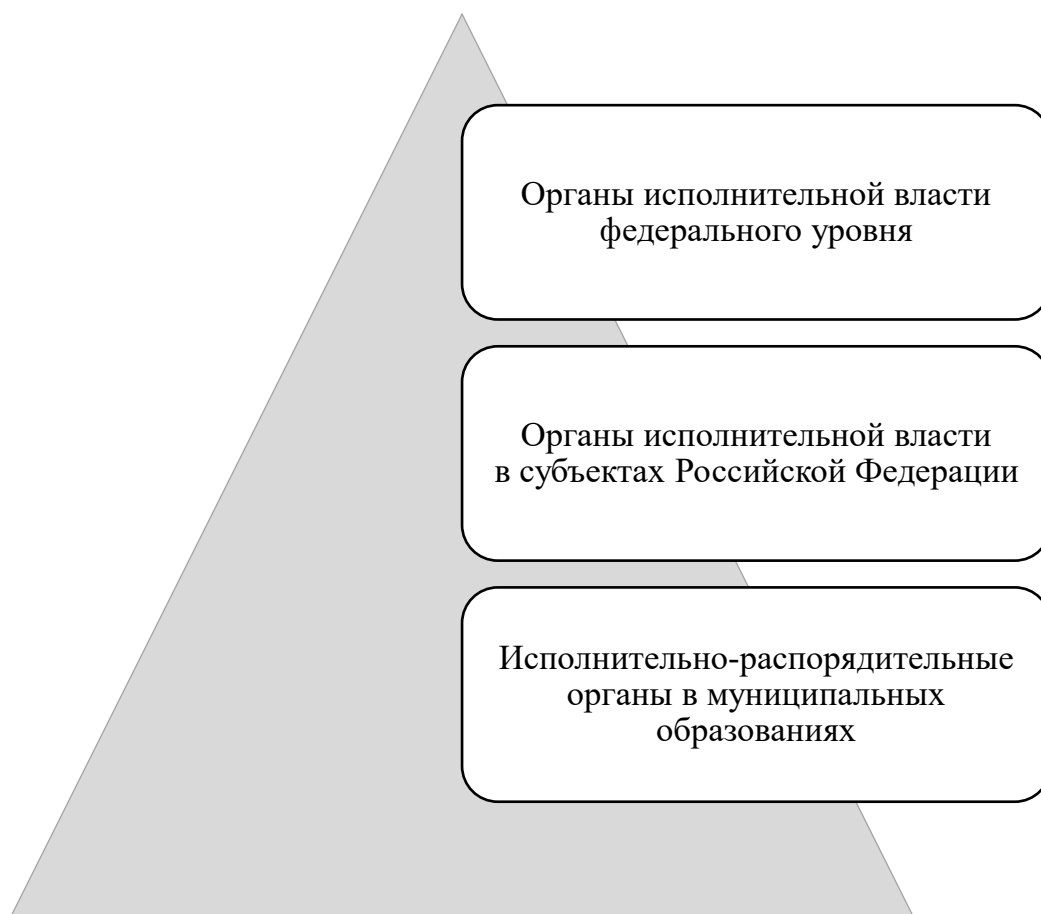 Органы исполнительной власти
федерального уровня
Органы исполнительной власти
в субъектах Российской Федерации
Исполнительно-распорядительные
органы в муниципальных
образованиях